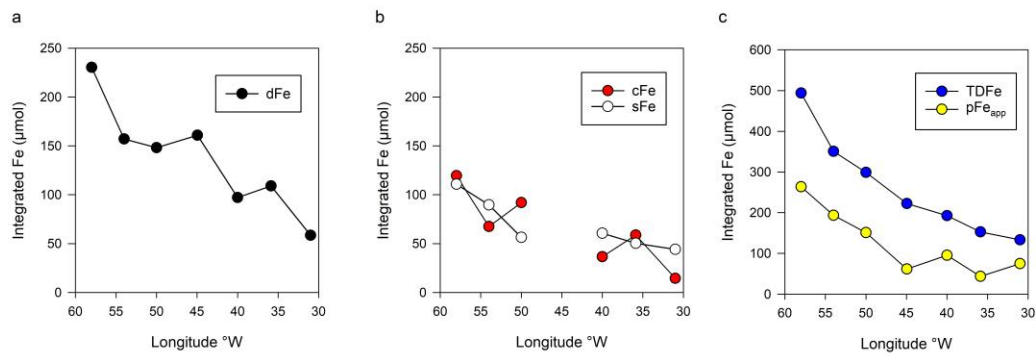 a
250
200
150
100
50
0
Integrated Fe (µmol)
60 55 50 45 40 35 30
Longitude °W
dFe
b
250
200
150
100
50
0
Integrated Fe (µmol)
60 55 50 45 40 35 30
Longitude °W
cFe
sFe
c
600
500
400
300
200
100
0
Integrated Fe (µmol)
60 55 50 45 40 35 30
Longitude °W
TDFe
pFeapp